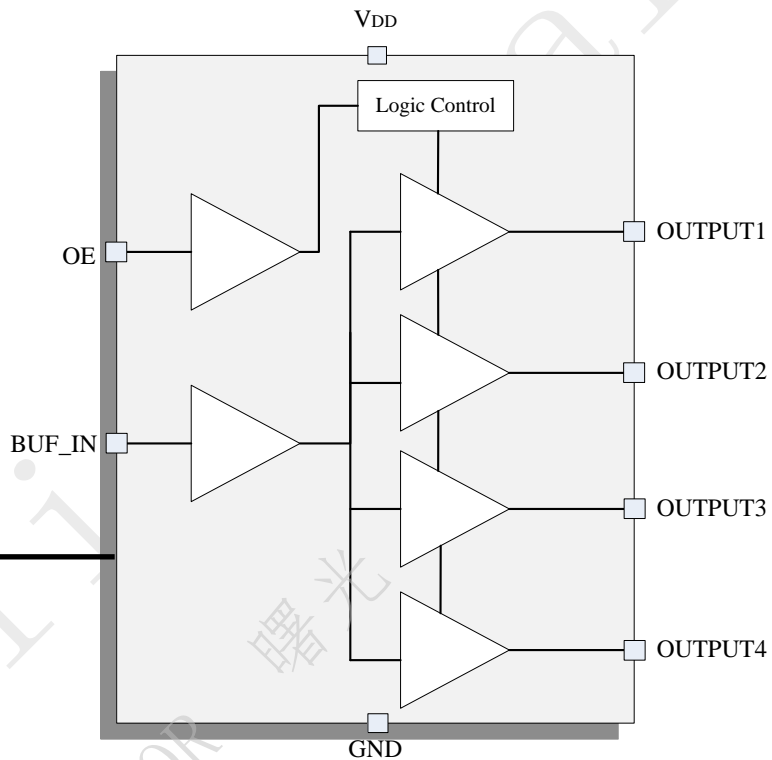 VDD
Logic Control
OE
OUTPUT1
OUTPUT2
BUF_IN
OUTPUT3
曙光
OUTPUT4
GND